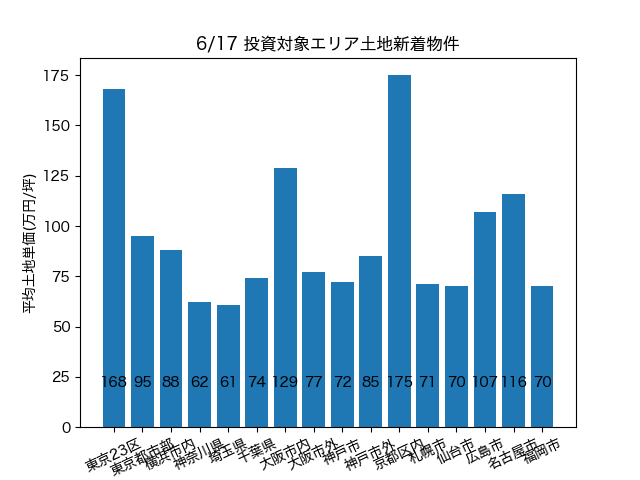 6/17 投資対象エリア土地新着物件
平均土地単価(万円/坪)
175
150
125
100
75
50
25
0
168 95 88 62 61 74 129 77 72 85 175 71 70 107 116 70
東京23区 東京都市部 横浜市内 神奈川県 埼玉県 千葉県 大阪市内 大阪市外 神戸市 神戸市外 京都区内 札幌市 仙台市 広島市 名古屋市 福岡市